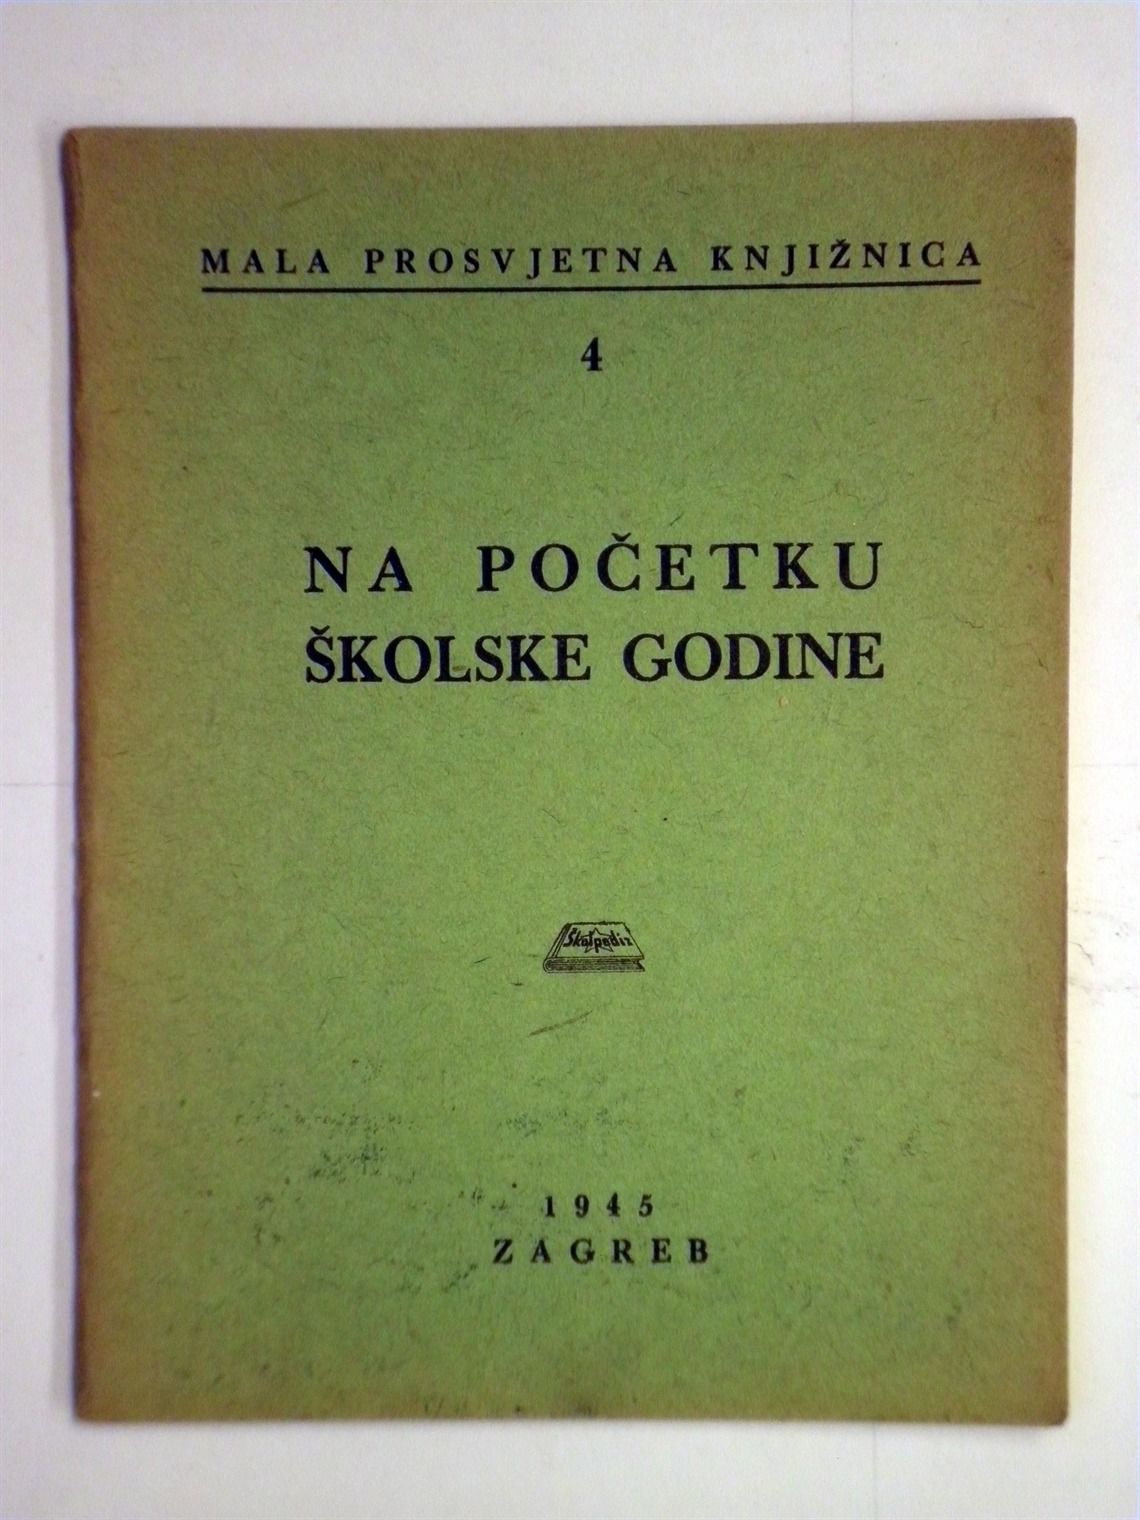 MALA PROSVJETNA KNJIŽNICA
4
NA POČETKU
ŠKOLSKE GODINE
Školpediz
1945
ZAGREB